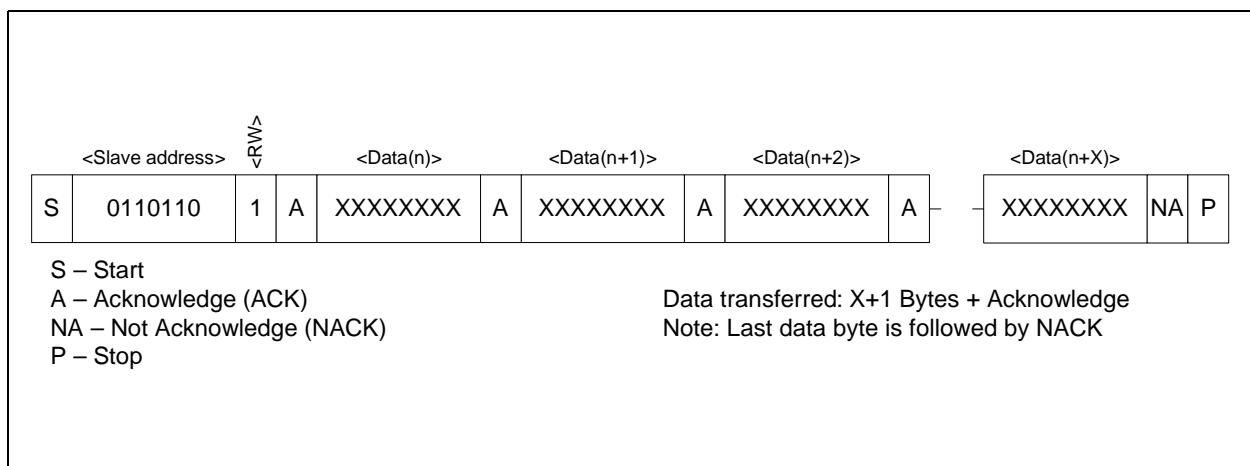 <Slave address> <RW> <Data(n)> <Data(n+1)> <Data(n+2)> <Data(n+X)>
S 0110110 1 A XXXXXXXX A XXXXXXXX A XXXXXXXX A XXXXXXXX NA P
S – Start
A – Acknowledge (ACK)
NA – Not Acknowledge (NACK)
P – Stop
Data transferred: X+1 Bytes + Acknowledge
Note: Last data byte is followed by NACK